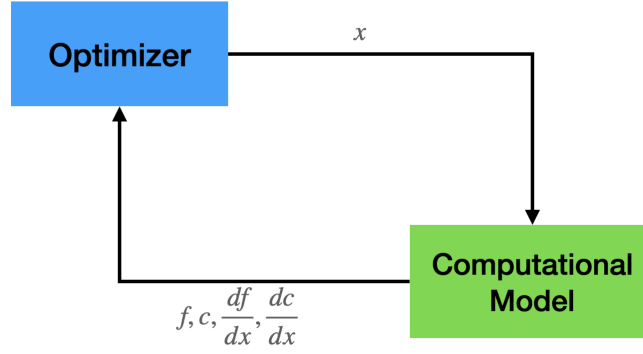 Optimizer
x
Computational
Model
f, c, df/dx, dc/dx